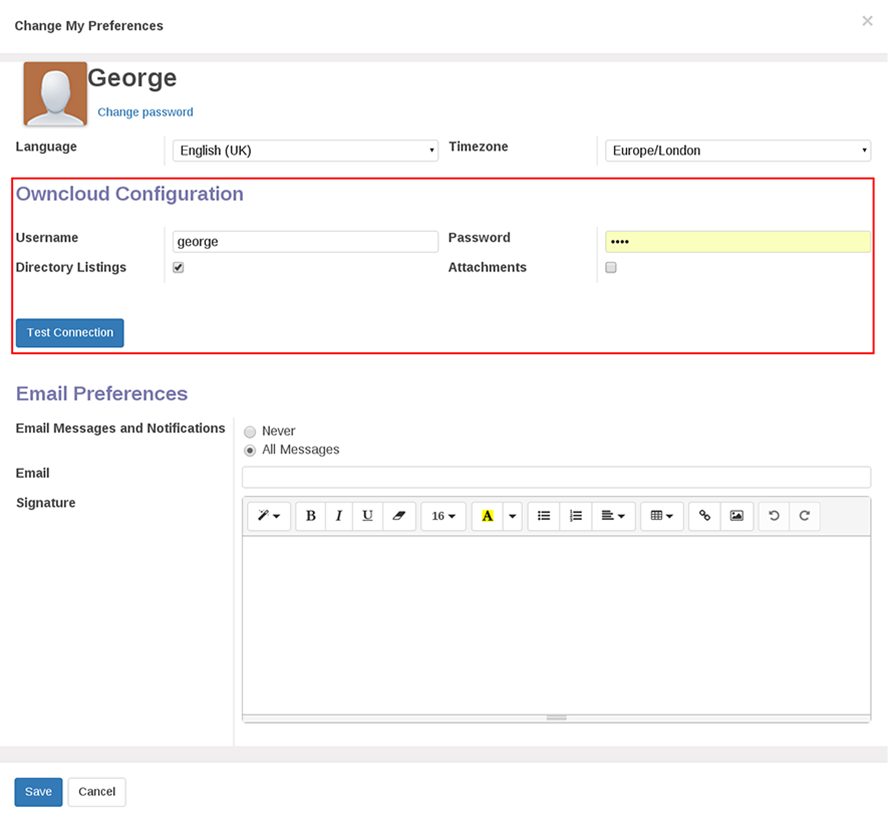 Change My Preferences ×
George
Change password
Language English (UK) Timezone Europe/London
Owncloud Configuration
Username george Password ••••
Directory Listings Attachments
Test Connection
Email Preferences
Email Messages and Notifications Never
All Messages
Email
Signature
B I U 16 A
Save Cancel